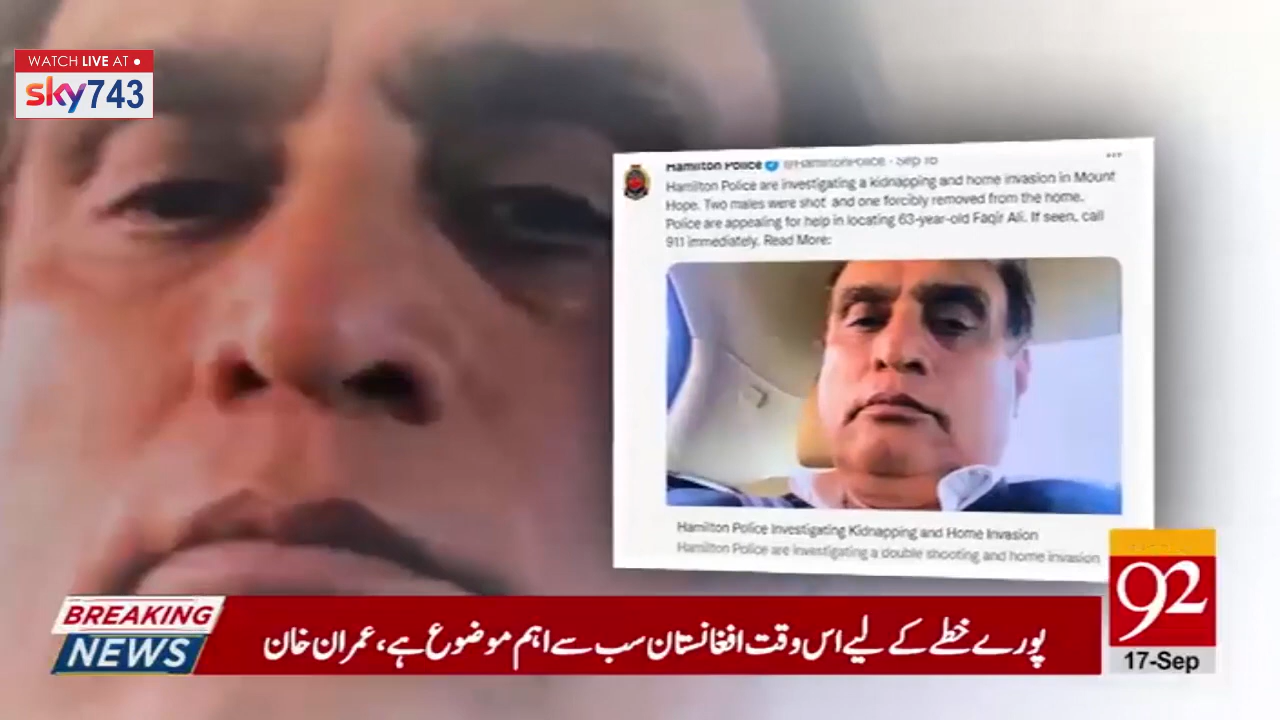 WATCH LIVE AT
sky743
Hamilton Police @HamiltonPolice · Sep 16
Hamilton Police are investigating a kidnapping and home invasion in Mount
Hope. Two males were shot and one forcibly removed from the home.
Police are appealing for help in locating 63-year-old Faqir Ali. If seen, call
911 immediately. Read More:
Hamilton Police Investigating Kidnapping and Home Invasion
Hamilton Police are investigating a double shooting and home invasion
BREAKING
NEWS
پورے خطے کے لیے اس وقت افغانستان سب سے اہم موضوع ہے، عمران خان
92
17-Sep